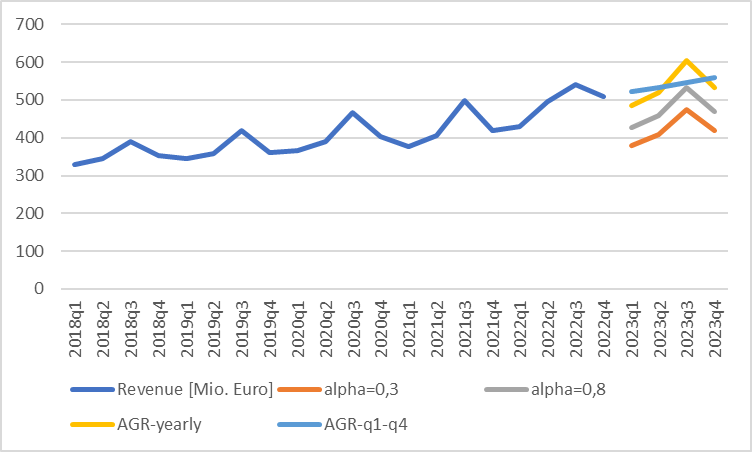 700
600
500
400
300
200
100
0
2018q1
2018q2
2018q3
2018q4
2019q1
2019q2
2019q3
2019q4
2020q1
2020q2
2020q3
2020q4
2021q1
2021q2
2021q3
2021q4
2022q1
2022q2
2022q3
2022q4
2023q1
2023q2
2023q3
2023q4
Revenue [Mio. Euro] alpha=0,3 alpha=0,8
AGR-yearly AGR-q1-q4